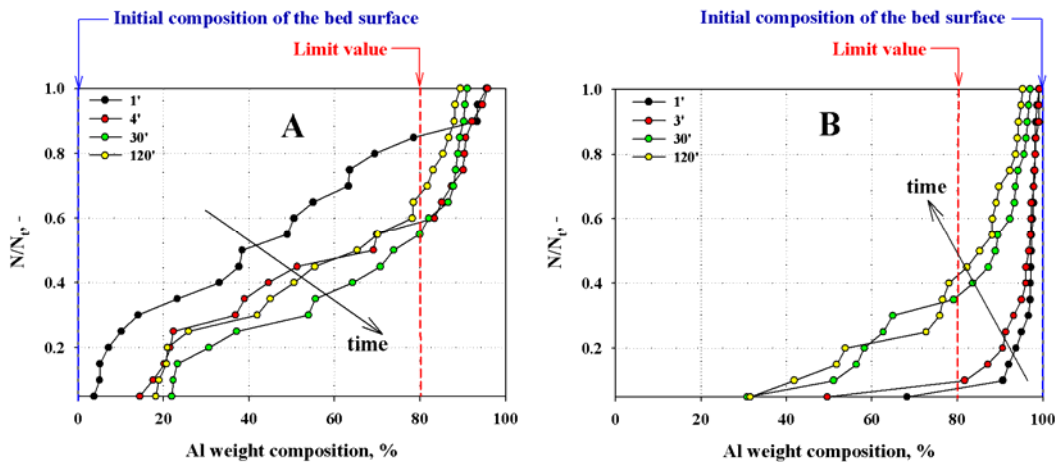 Initial composition of the bed surface
Limit value
1.0
0.8
0.6
0.4
0.2
N/Nt, -
1'
4'
30'
120'
A
time
0
20
40
60
80
100
Al weight composition, %
Initial composition of the bed surface
Limit value
1.0
0.8
0.6
0.4
0.2
N/Nt, -
1'
3'
30'
120'
B
time
0
20
40
60
80
100
Al weight composition, %